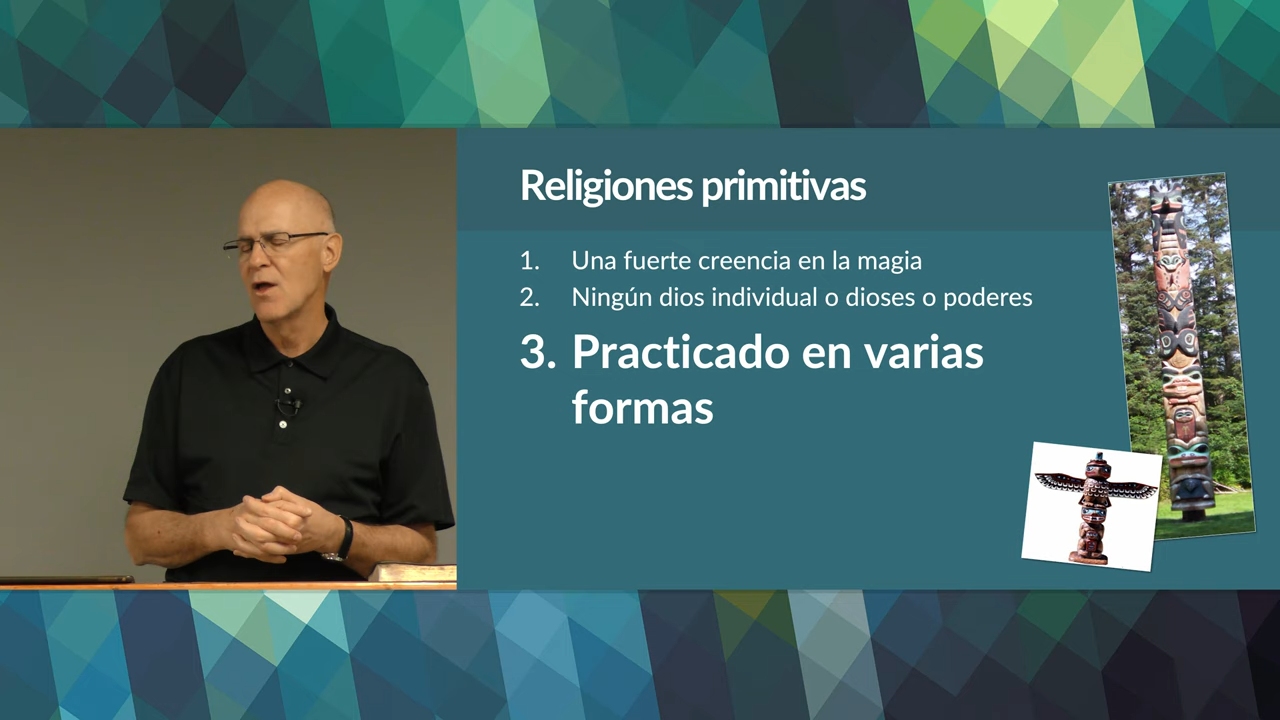 Religiones primitivas
1. Una fuerte creencia en la magia
2. Ningún dios individual o dioses o poderes
3. Practicado en varias
formas